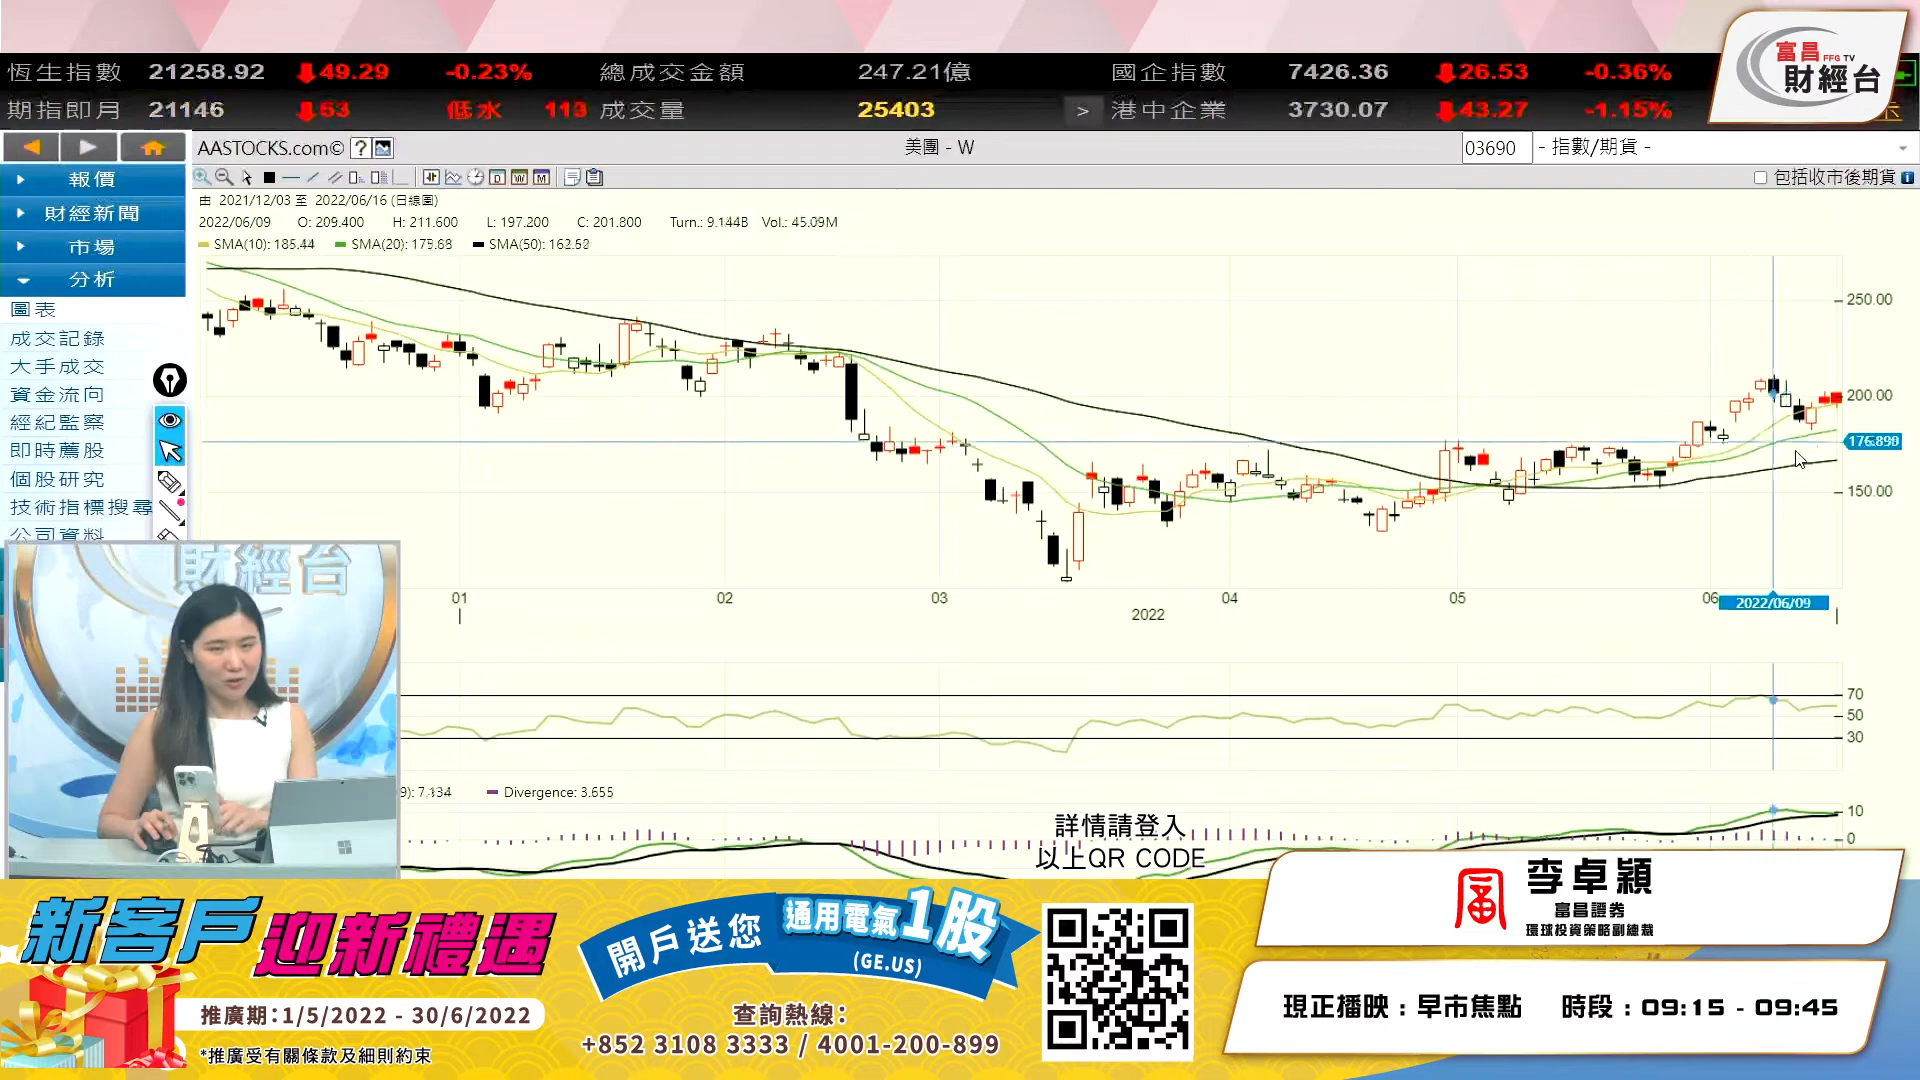 恆生指數 21258.92 49.29 -0.23% 總成交金額 247.21億 國企指數 7426.36 26.53 -0.36%
期指即月 21146 53 低水 113 成交量 25403 > 港中企業 3730.07 43.27 -1.15% 示
富昌 FFG TV
財經台
AASTOCKS.com© ? 美團 - W 03690 - 指數/期貨 -
包括收市後期貨
報價
財經新聞
市場
分析
圖表
成交記錄
大手成交
資金流向
經紀監察
即時薦股
個股研究
技術指標搜尋
公司資料
由 2021/12/03 至 2022/06/16 (日線圖)
2022/06/09 O: 209.400 H: 211.600 L: 197.200 C: 201.800 Turn.: 9.144B Vol.: 45.09M
SMA(10): 185.44 SMA(20): 175.68 SMA(50): 162.52
250.00
200.00
176.899
150.00
01 02 03 04 05 06 2022/06/09
2022
70
50
30
9): 7.134 Divergence: 3.655
10
0
財經台
詳情請登入
以上QR CODE
新客戶迎新禮遇
推廣期:1/5/2022 - 30/6/2022
*推廣受有關條款及細則約束
開戶送您 通用電氣1股
(GE.US)
查詢熱線：
+852 3108 3333 / 4001-200-899
李卓穎
富昌證券
環球投資策略副總裁
現正播映：早市焦點 時段：09:15 - 09:45